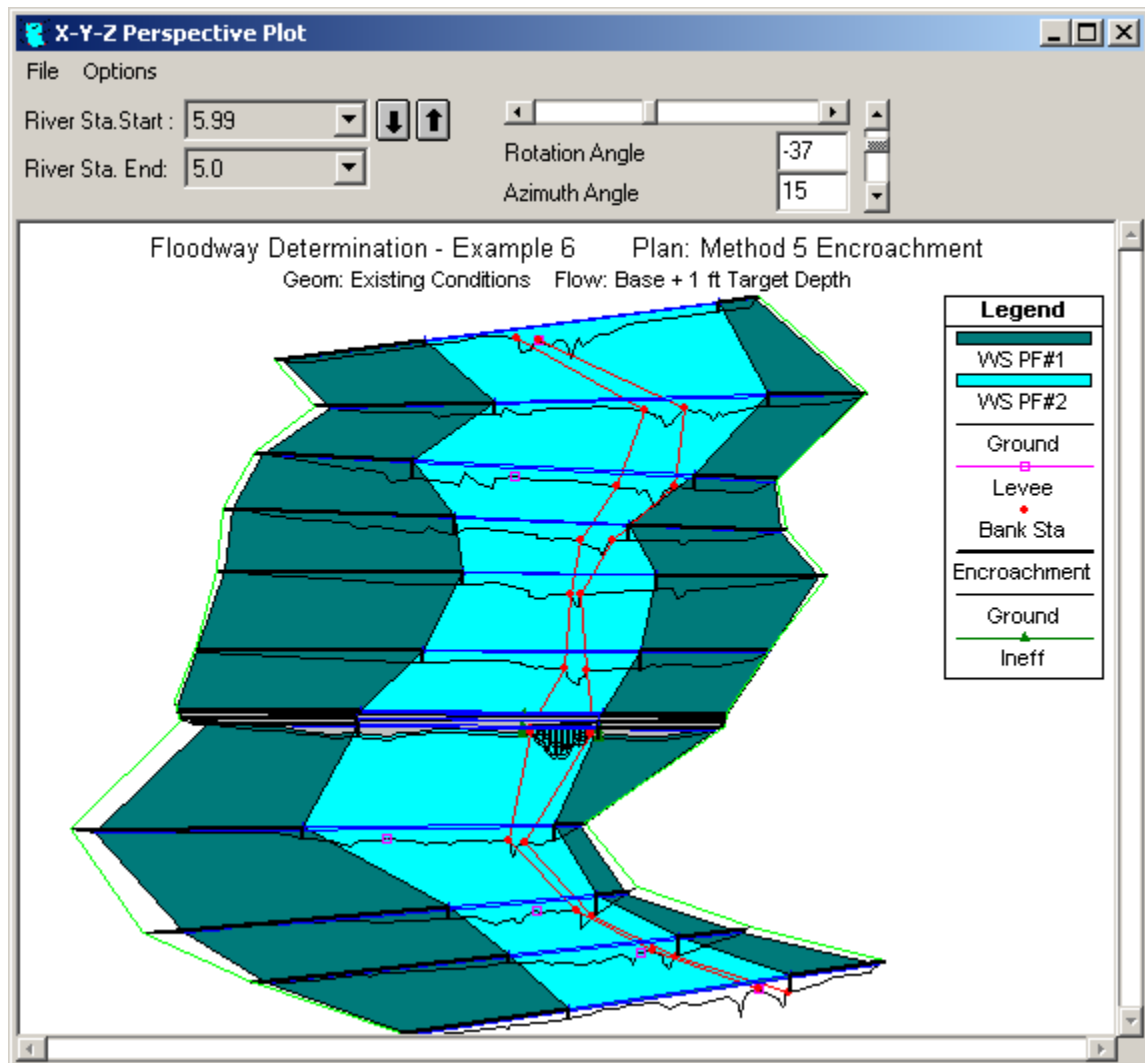 X-Y-Z Perspective Plot
File Options
River Sta.Start : 5.99
River Sta. End: 5.0
Rotation Angle -37
Azimuth Angle 15
Floodway Determination - Example 6 Plan: Method 5 Encroachment
Geom: Existing Conditions Flow: Base + 1 ft Target Depth
Legend
WS PF#1
WS PF#2
Ground
Levee
Bank Sta
Encroachment
Ground
Ineff